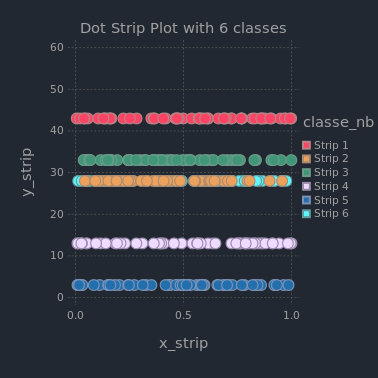 Dot Strip Plot with 6 classes
60
50
40
30
20
10
0
0.0
0.5
1.0
x_strip
y_strip
classe_nb
Strip 1
Strip 2
Strip 3
Strip 4
Strip 5
Strip 6